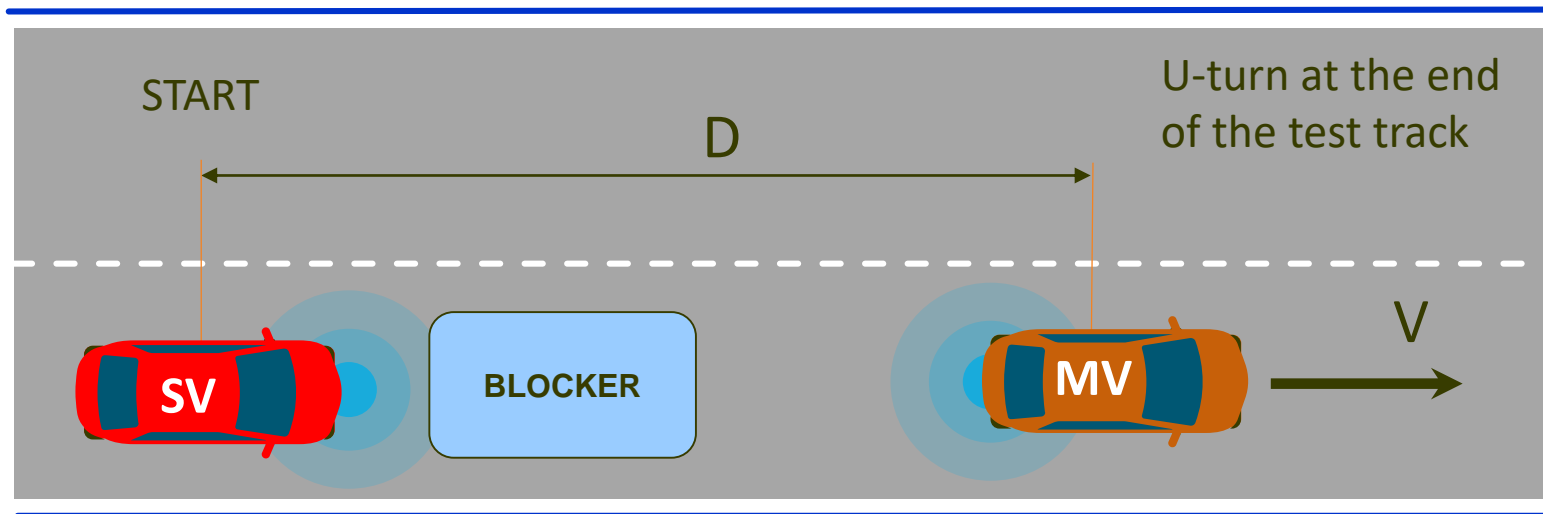 START
U-turn at the end
of the test track
D
V
SV
BLOCKER
MV